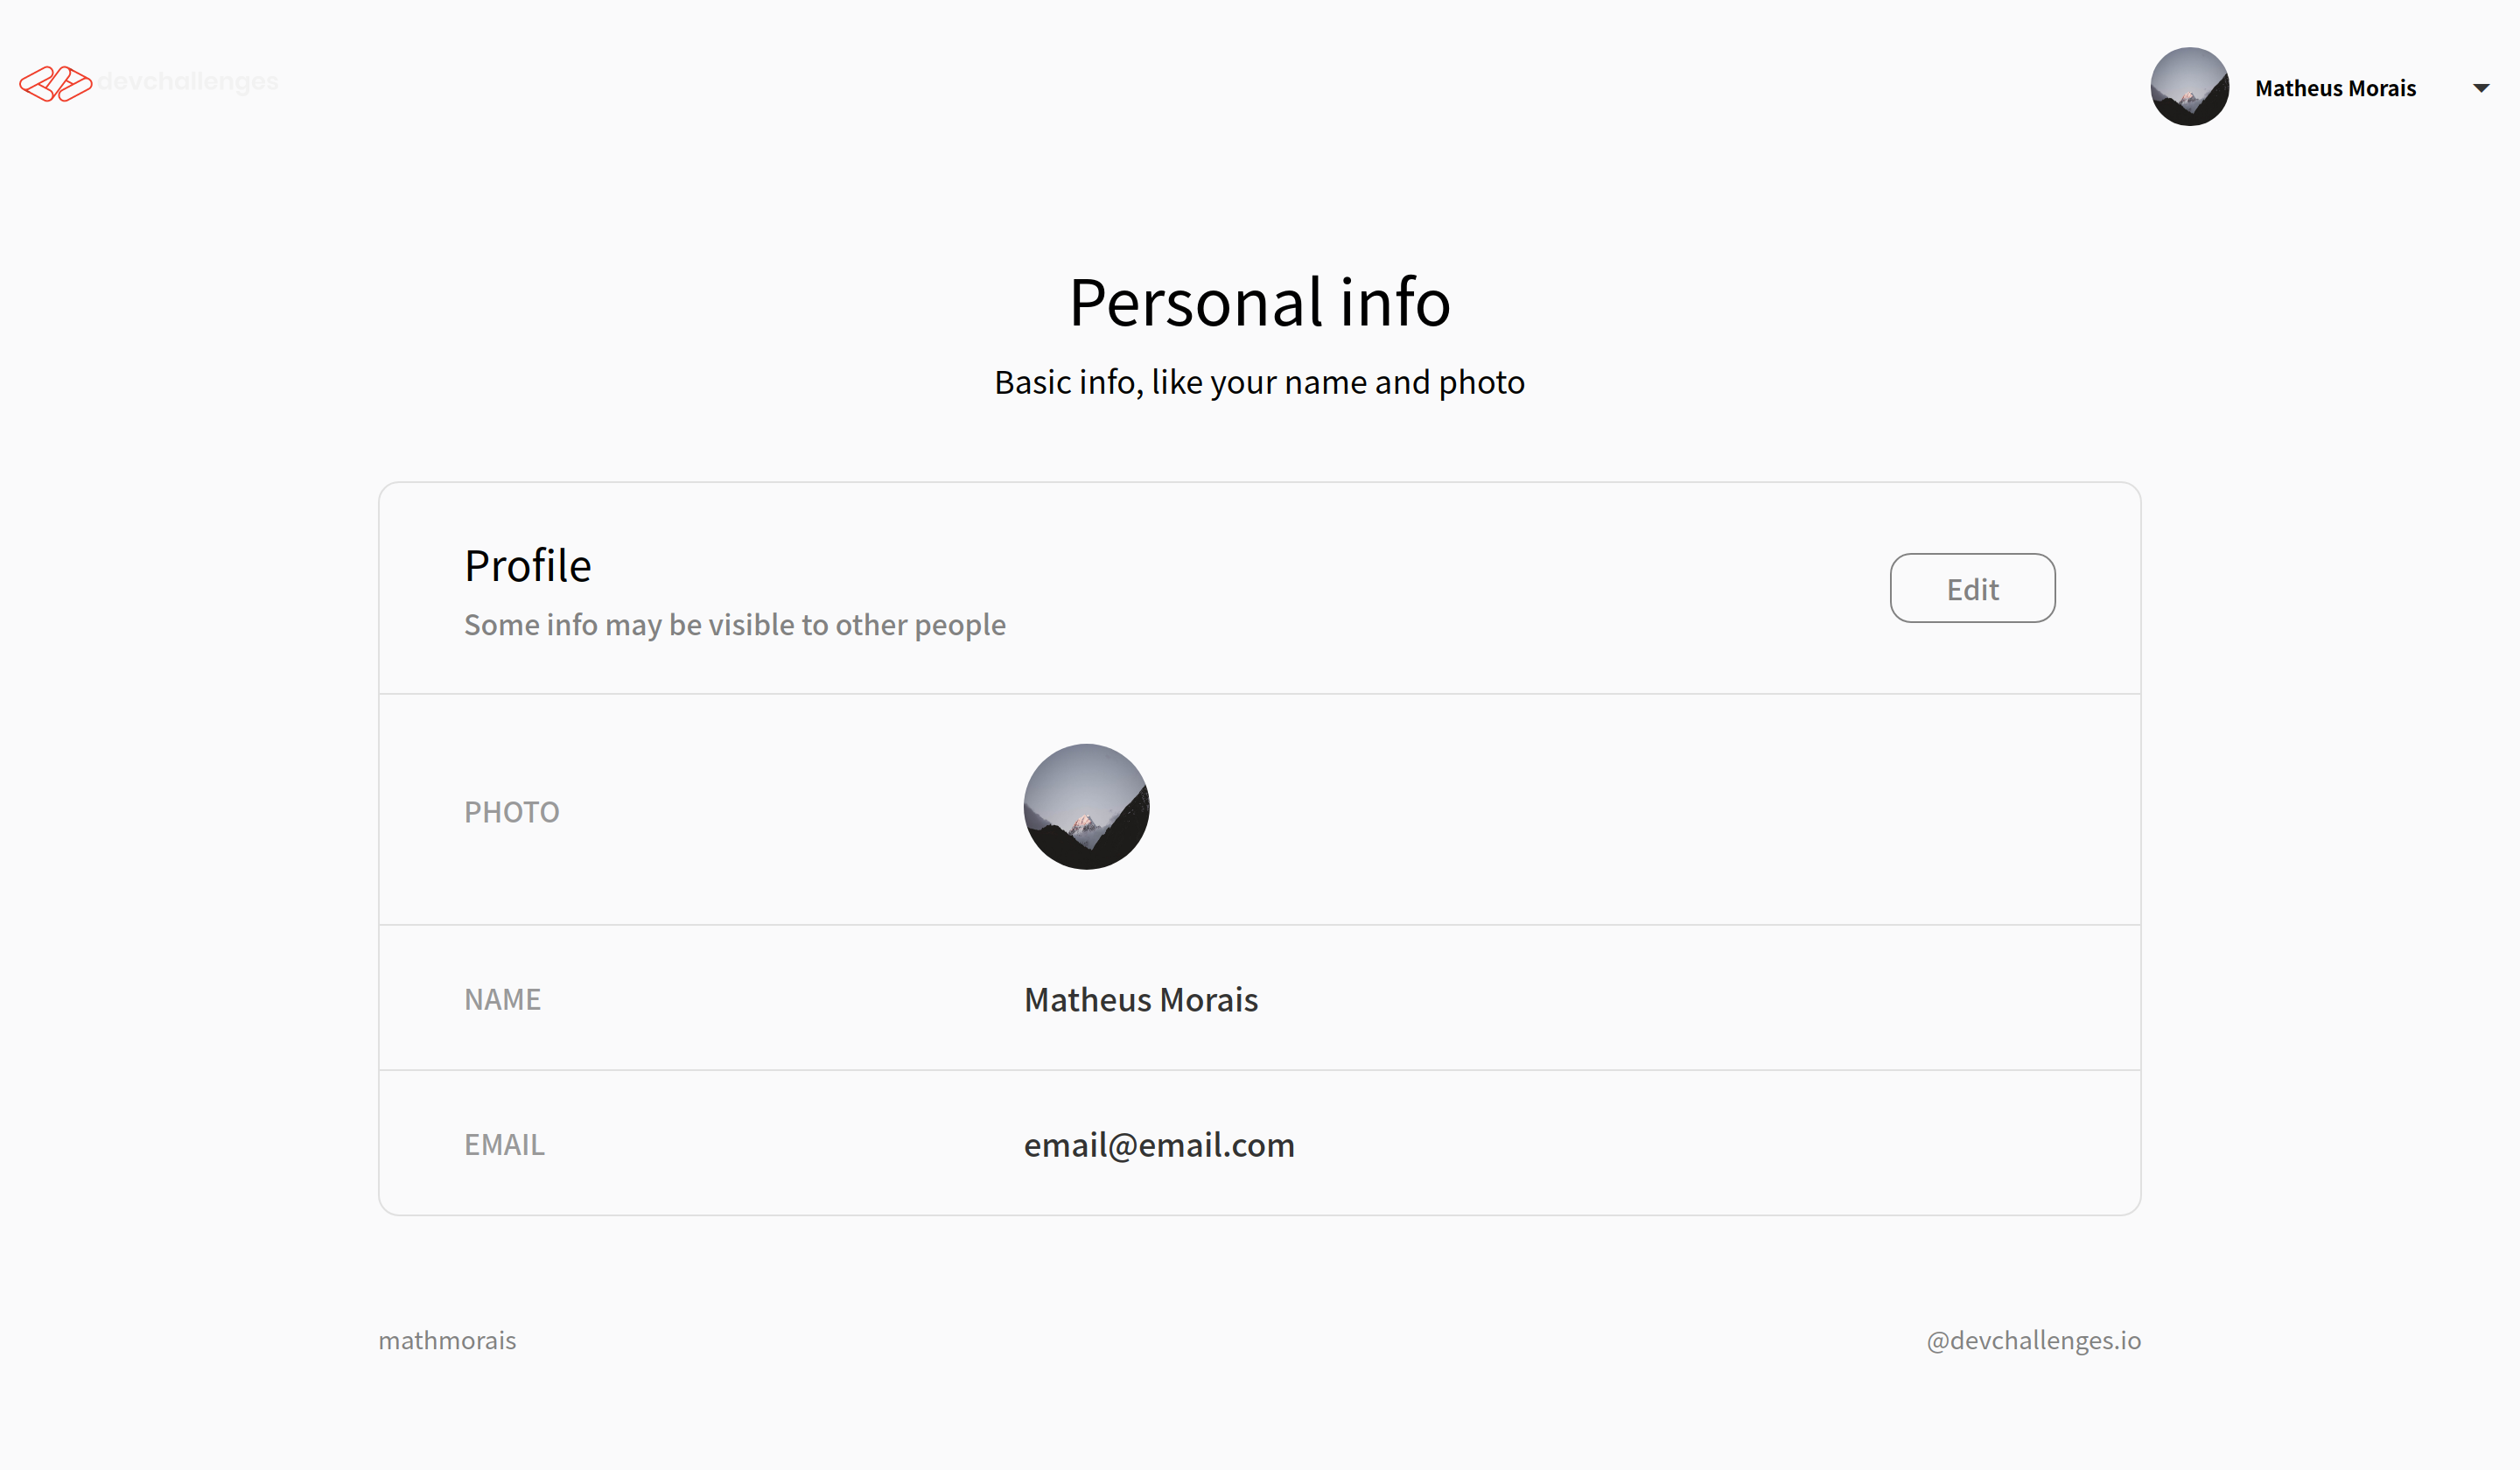 devchallenges
Matheus Morais
Personal info
Basic info, like your name and photo
Profile
Some info may be visible to other people
Edit
PHOTO
NAME
Matheus Morais
EMAIL
email@email.com
mathmorais
@devchallenges.io